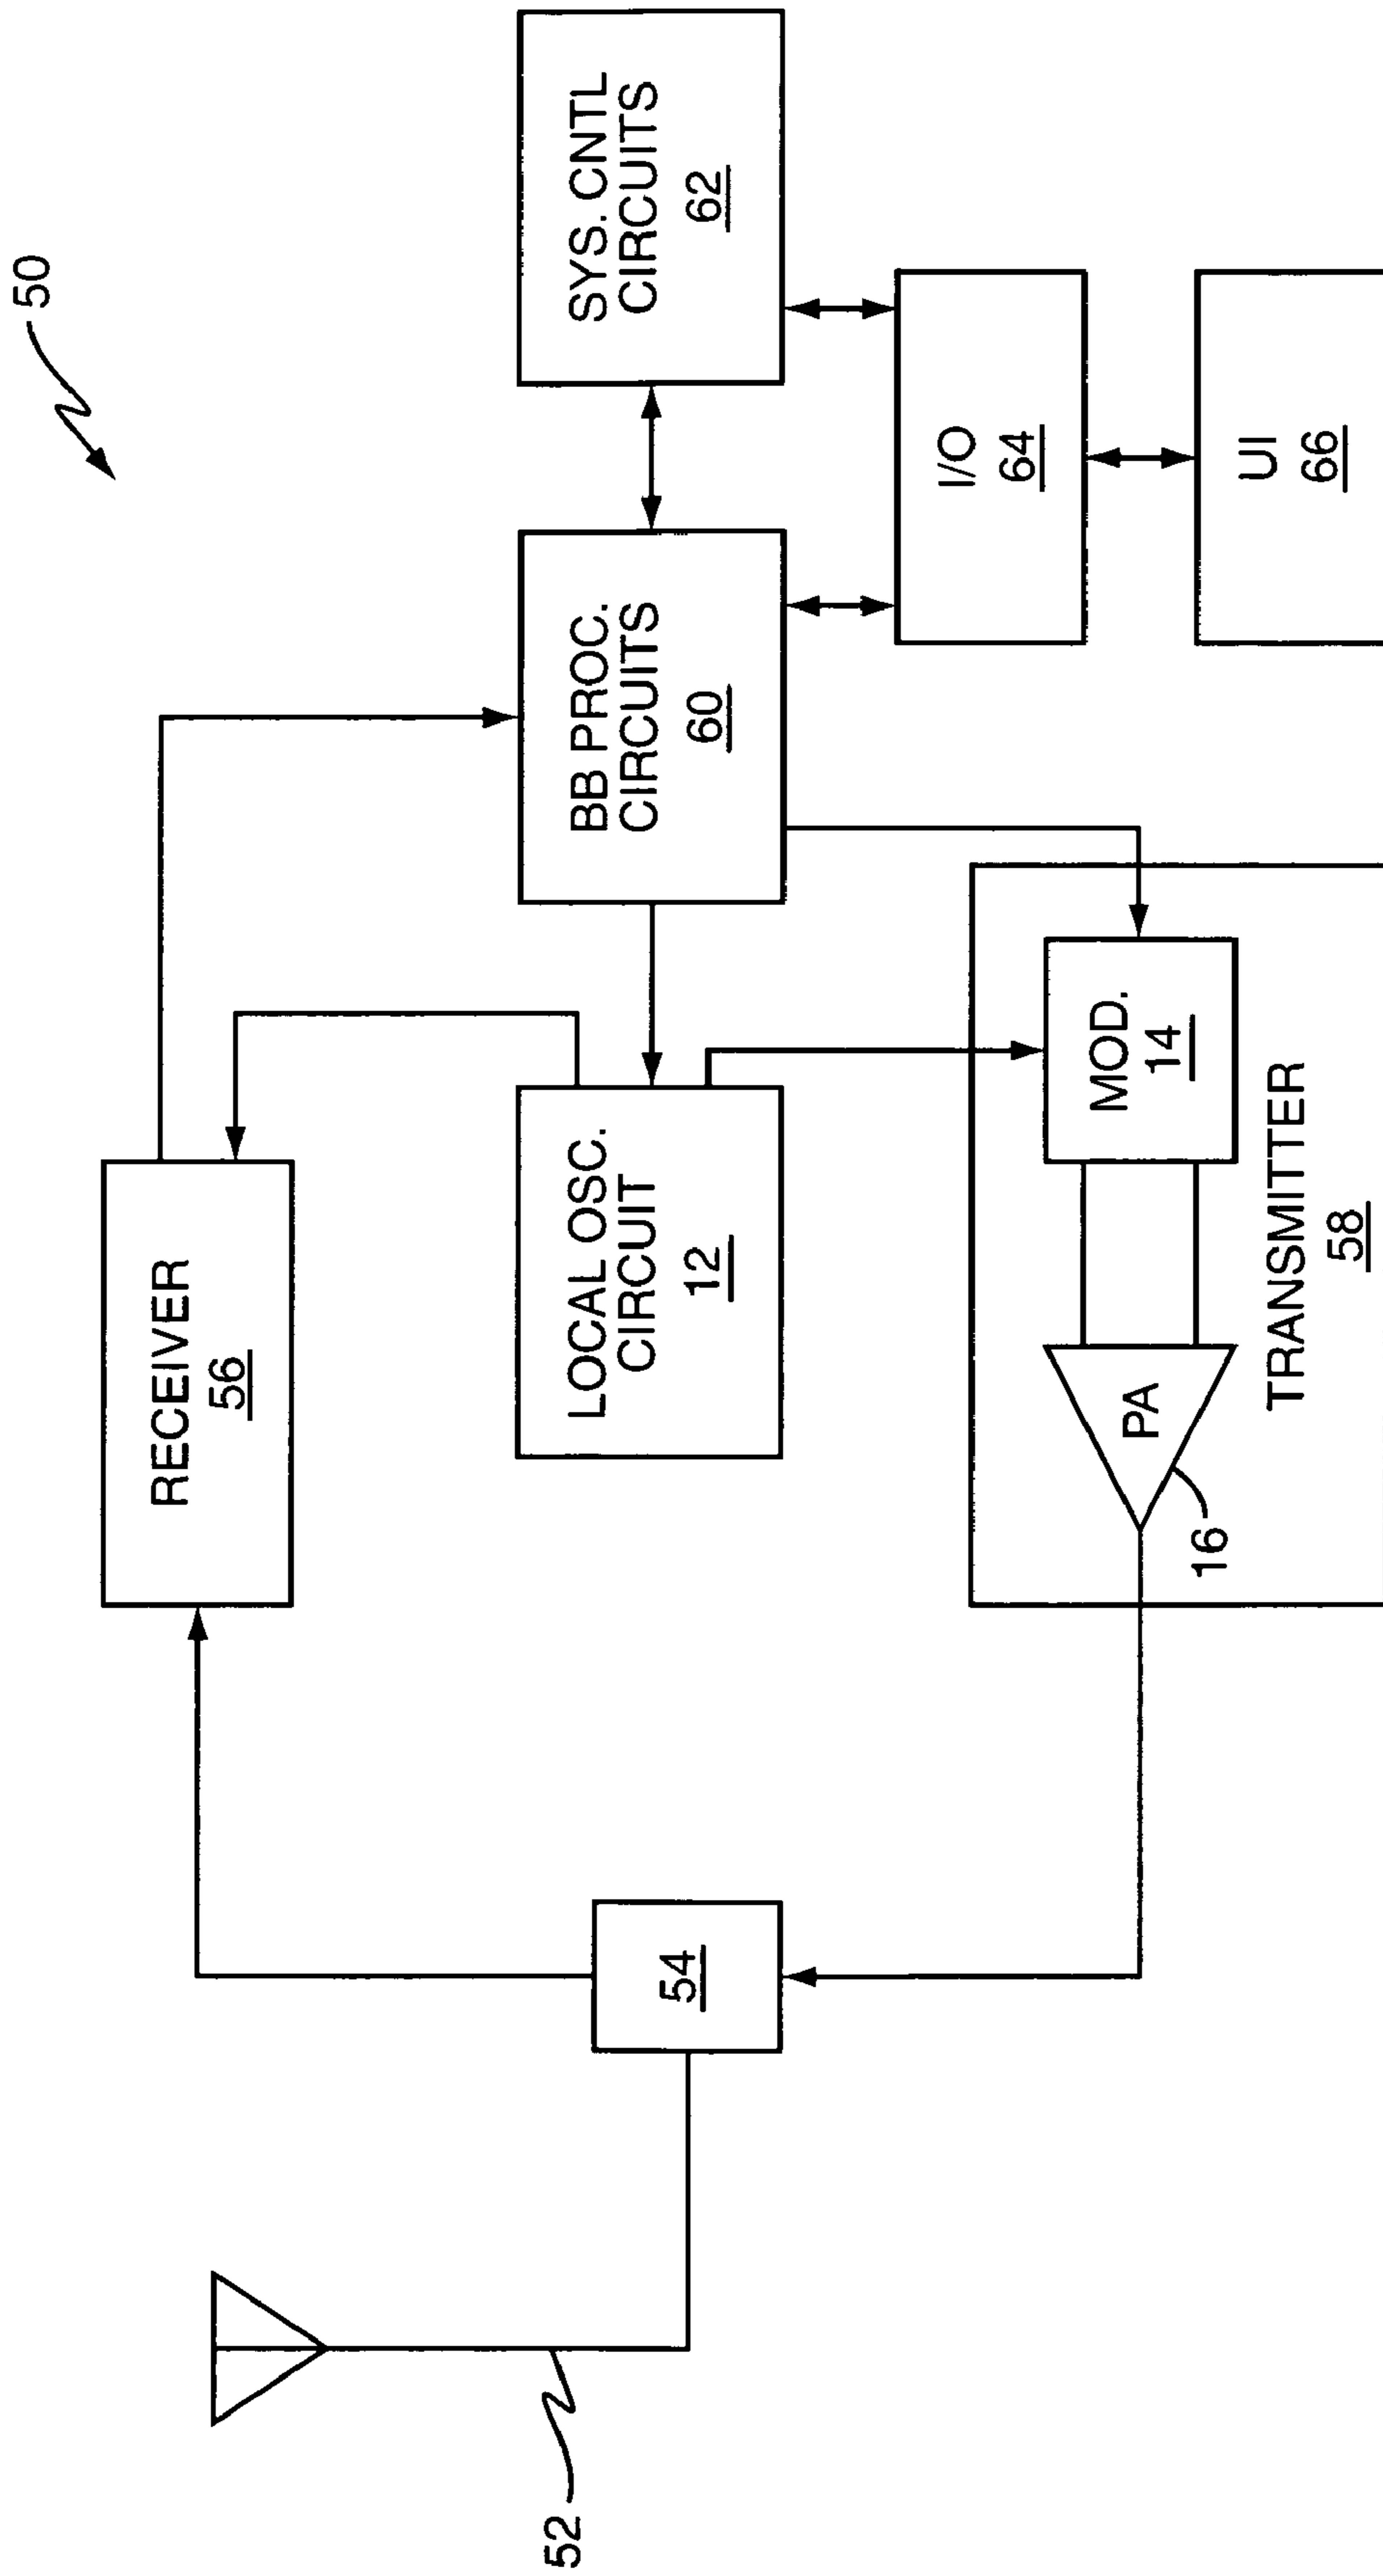 50
RECEIVER
56
SYS. CNTL
CIRCUITS
62
BB PROC.
CIRCUITS
60
LOCAL OSC.
CIRCUIT
12
54
52
I/O
64
UI
66
MOD.
14
PA
16
TRANSMITTER
58